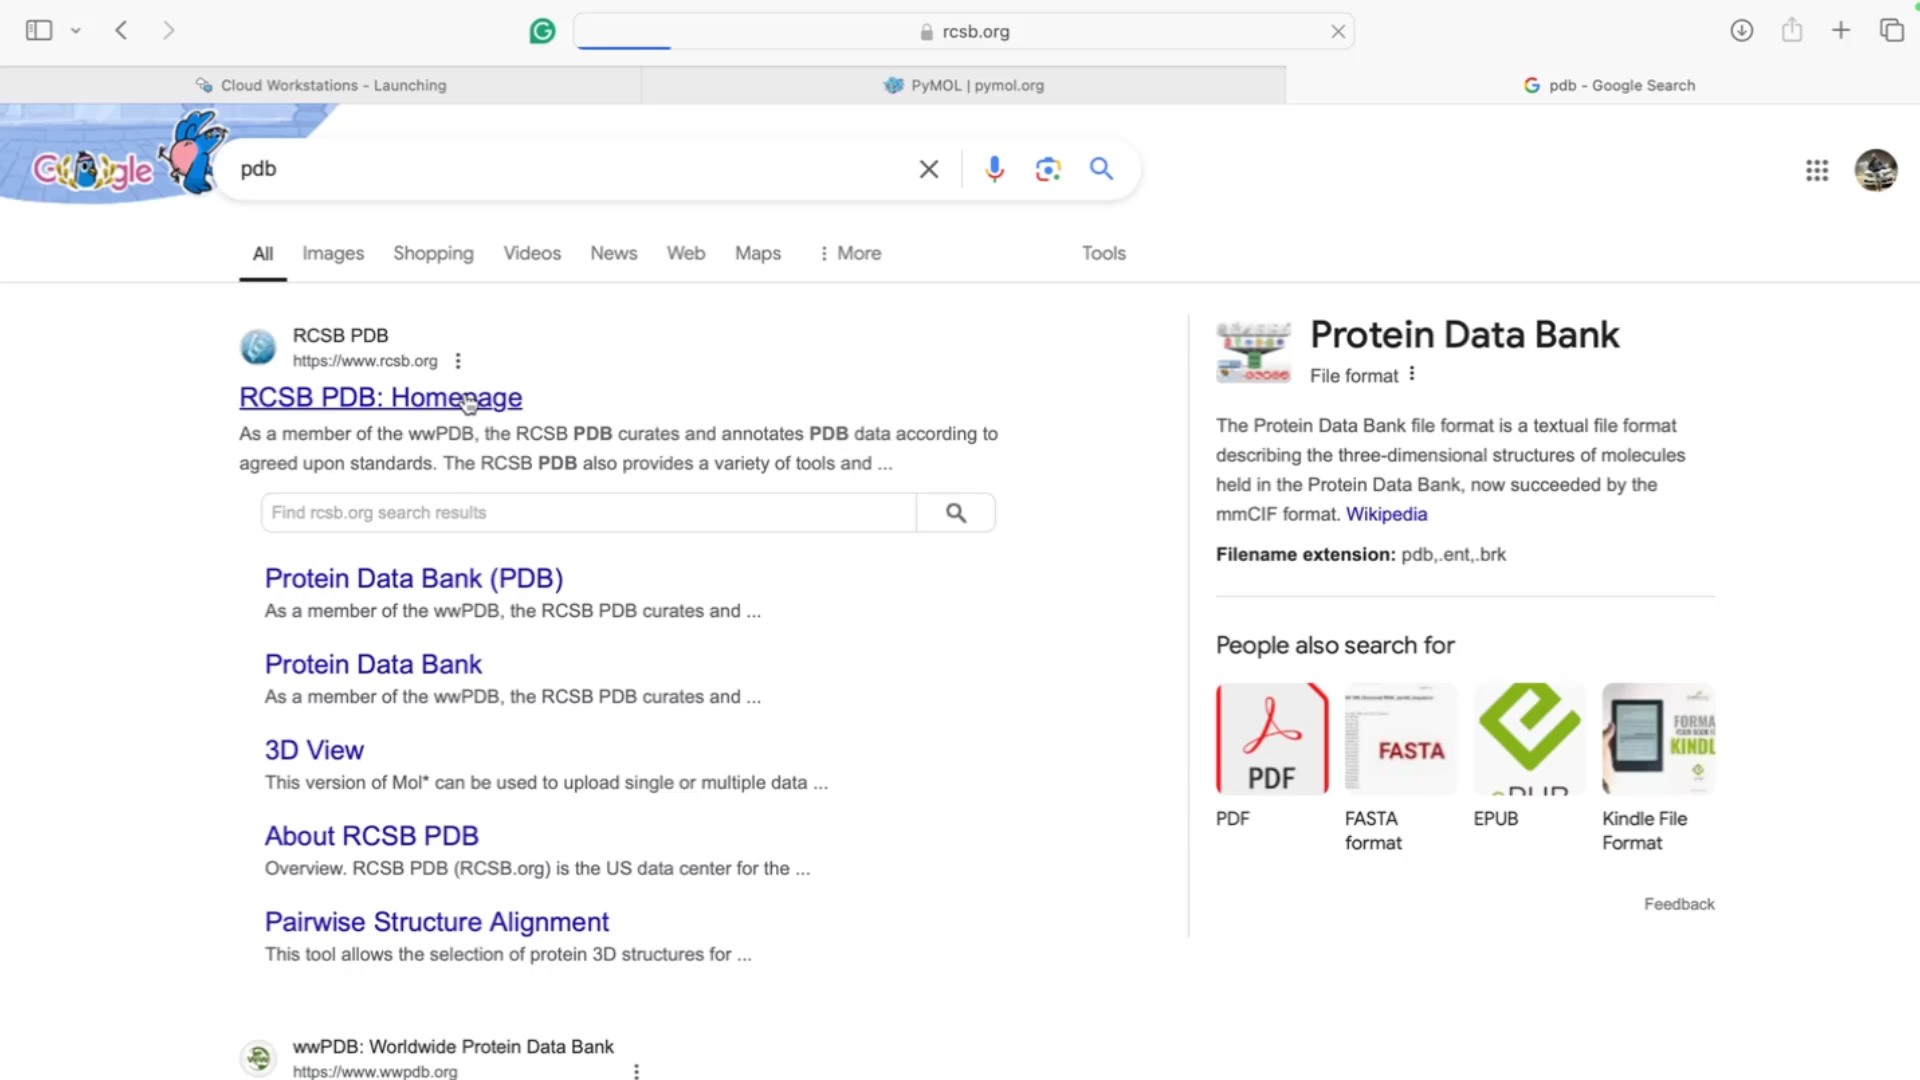 rcsb.org
Cloud Workstations - Launching
PyMOL | pymol.org
pdb - Google Search
Google
pdb
All
Images
Shopping
Videos
News
Web
Maps
More
Tools
RCSB PDB
https://www.rcsb.org
RCSB PDB: Homepage
As a member of the wwPDB, the RCSB PDB curates and annotates PDB data according to
agreed upon standards. The RCSB PDB also provides a variety of tools and ...
Find rcsb.org search results
Protein Data Bank (PDB)
As a member of the wwPDB, the RCSB PDB curates and ...
Protein Data Bank
As a member of the wwPDB, the RCSB PDB curates and ...
3D View
This version of Mol* can be used to upload single or multiple data ...
About RCSB PDB
Overview. RCSB PDB (RCSB.org) is the US data center for the ...
Pairwise Structure Alignment
This tool allows the selection of protein 3D structures for ...
wwPDB: Worldwide Protein Data Bank
https://www.wwpdb.org
Protein Data Bank
File format
The Protein Data Bank file format is a textual file format
describing the three-dimensional structures of molecules
held in the Protein Data Bank, now succeeded by the
mmCIF format. Wikipedia
Filename extension: pdb,.ent,.brk
People also search for
PDF
FASTA
FORMA
KINDL
PDF
FASTA
format
EPUB
Kindle File
Format
Feedback